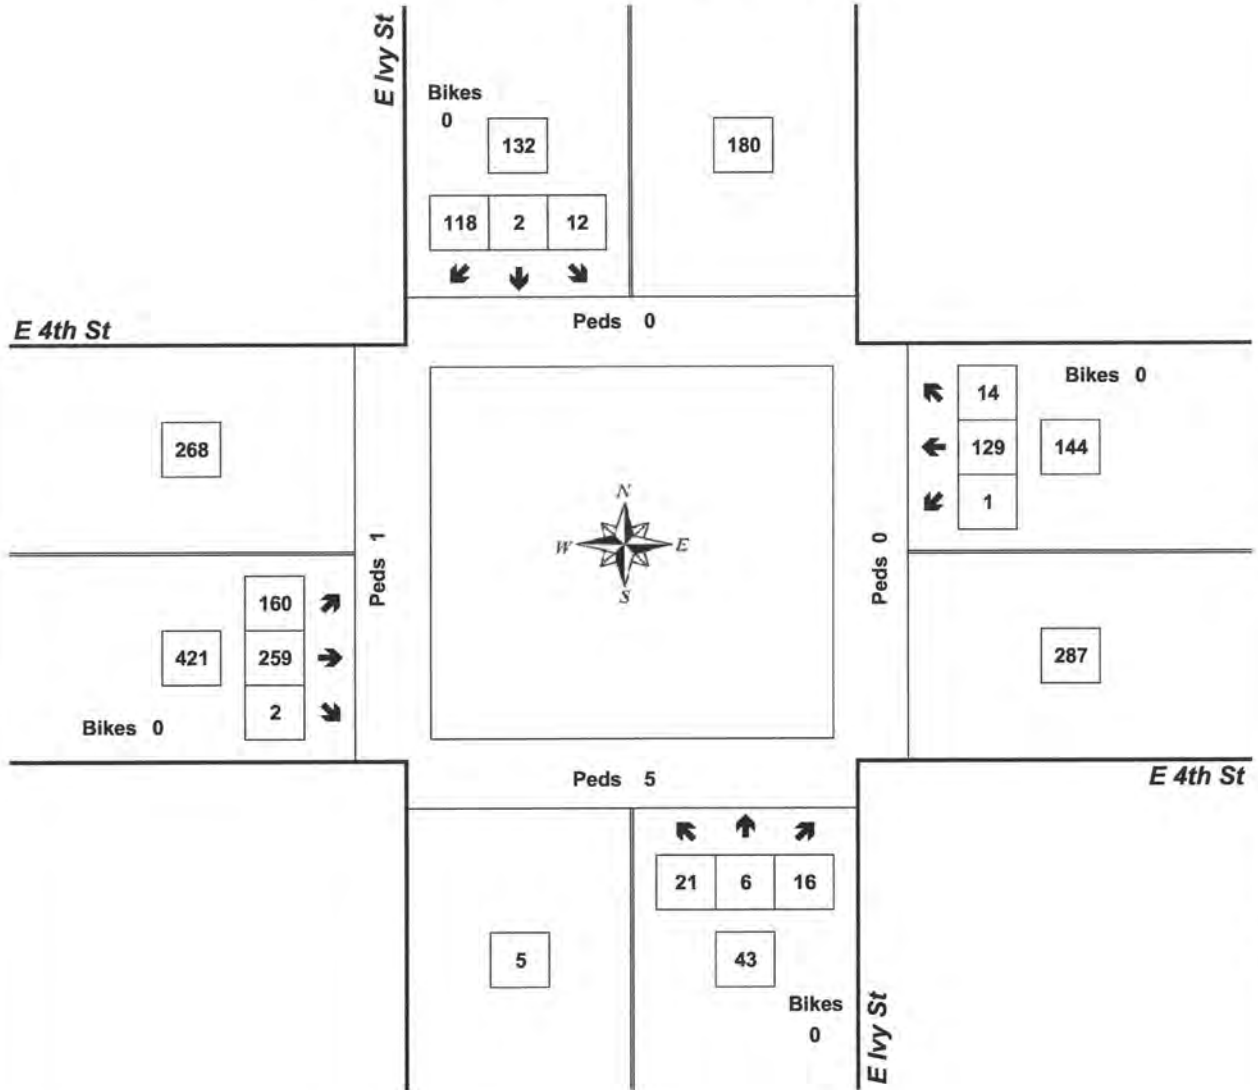 E Ivy St
Bikes
0
132
180
118 2 12
Peds 0
E 4th St
14
Bikes 0
268
129
144
1
N
W E
S
Peds 1
Peds 0
160
421
259
287
2
Bikes 0
Peds 5
E 4th St
21 6 16
5
43
Bikes
0
E Ivy St